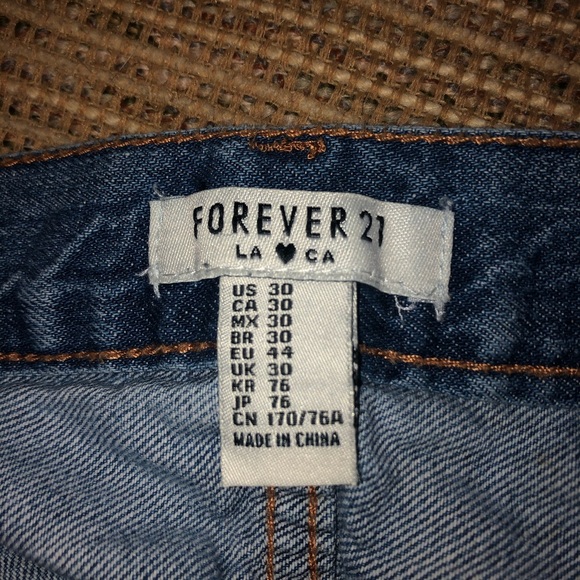 FOREVER 21
LA ♥ CA
US 30
CA 30
MX 30
BR 30
EU 44
UK 30
KR 76
JP 76
CN 170/76A
MADE IN CHINA